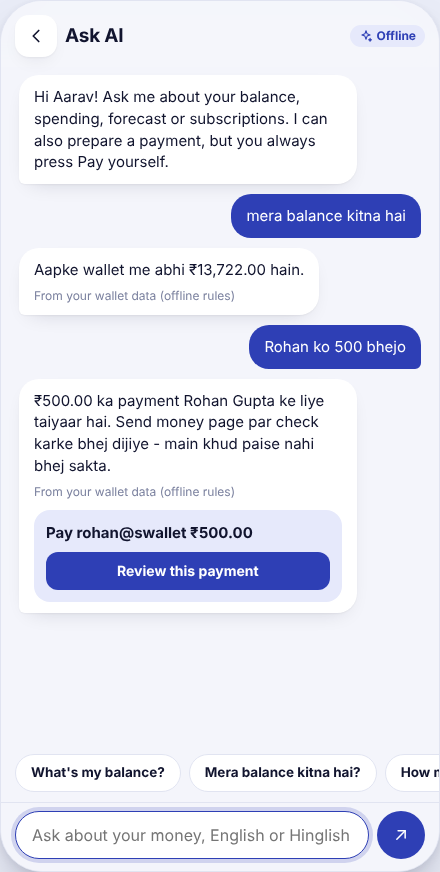 Ask AI
Offline
Hi Aarav! Ask me about your balance,
spending, forecast or subscriptions. I can
also prepare a payment, but you always
press Pay yourself.
mera balance kitna hai
Aapke wallet me abhi ₹13,722.00 hain.
From your wallet data (offline rules)
Rohan ko 500 bhejo
₹500.00 ka payment Rohan Gupta ke liye
taiyaar hai. Send money page par check
karke bhej dijiye - main khud paise nahi
bhej sakta.
From your wallet data (offline rules)
Pay rohan@swallet ₹500.00
Review this payment
What's my balance?
Mera balance kitna hai?
How
Ask about your money, English or Hinglish